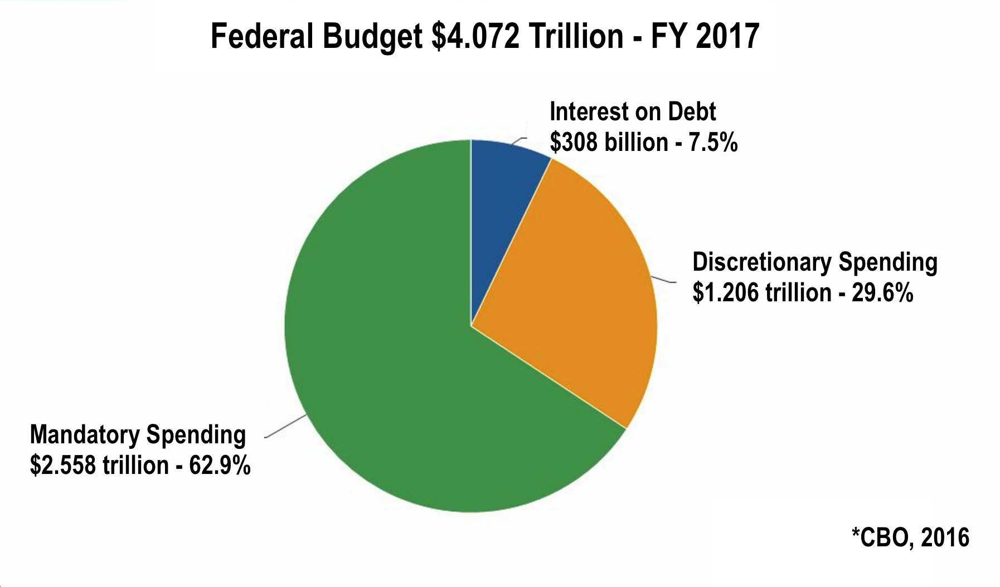 Federal Budget $4.072 Trillion - FY 2017
Interest on Debt
$308 billion - 7.5%
Discretionary Spending
$1.206 trillion - 29.6%
Mandatory Spending
$2.558 trillion - 62.9%
*CBO, 2016